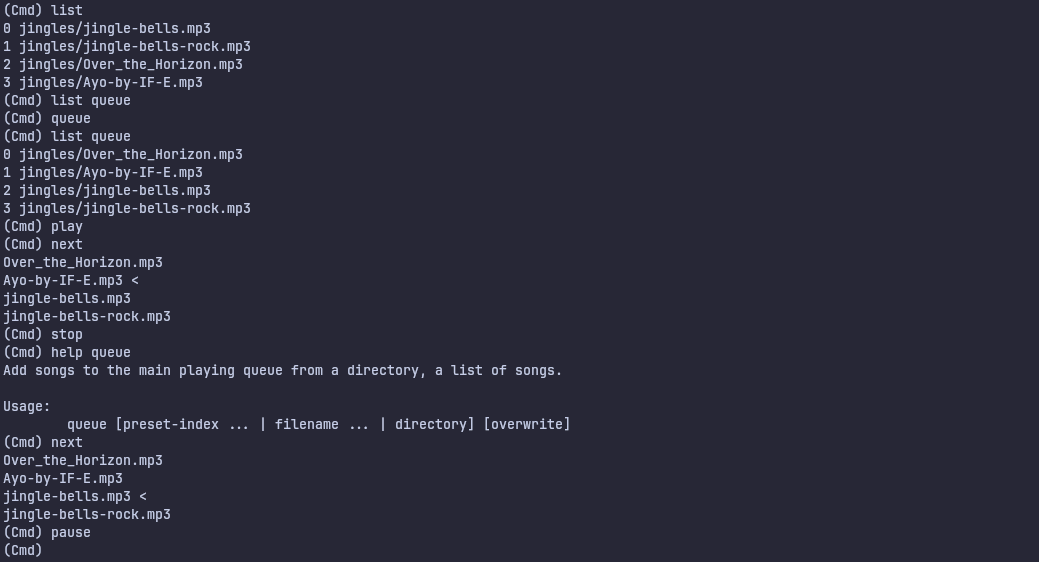 (Cmd) list
0 jingles/jingle-bells.mp3
1 jingles/jingle-bells-rock.mp3
2 jingles/Over_the_Horizon.mp3
3 jingles/Ayo-by-IF-E.mp3
(Cmd) list queue
(Cmd) queue
(Cmd) list queue
0 jingles/Over_the_Horizon.mp3
1 jingles/Ayo-by-IF-E.mp3
2 jingles/jingle-bells.mp3
3 jingles/jingle-bells-rock.mp3
(Cmd) play
(Cmd) next
Over_the_Horizon.mp3
Ayo-by-IF-E.mp3 <
jingle-bells.mp3
jingle-bells-rock.mp3
(Cmd) stop
(Cmd) help queue
Add songs to the main playing queue from a directory, a list of songs.

Usage:
        queue [preset-index ... | filename ... | directory] [overwrite]
(Cmd) next
Over_the_Horizon.mp3
Ayo-by-IF-E.mp3
jingle-bells.mp3 <
jingle-bells-rock.mp3
(Cmd) pause
(Cmd)